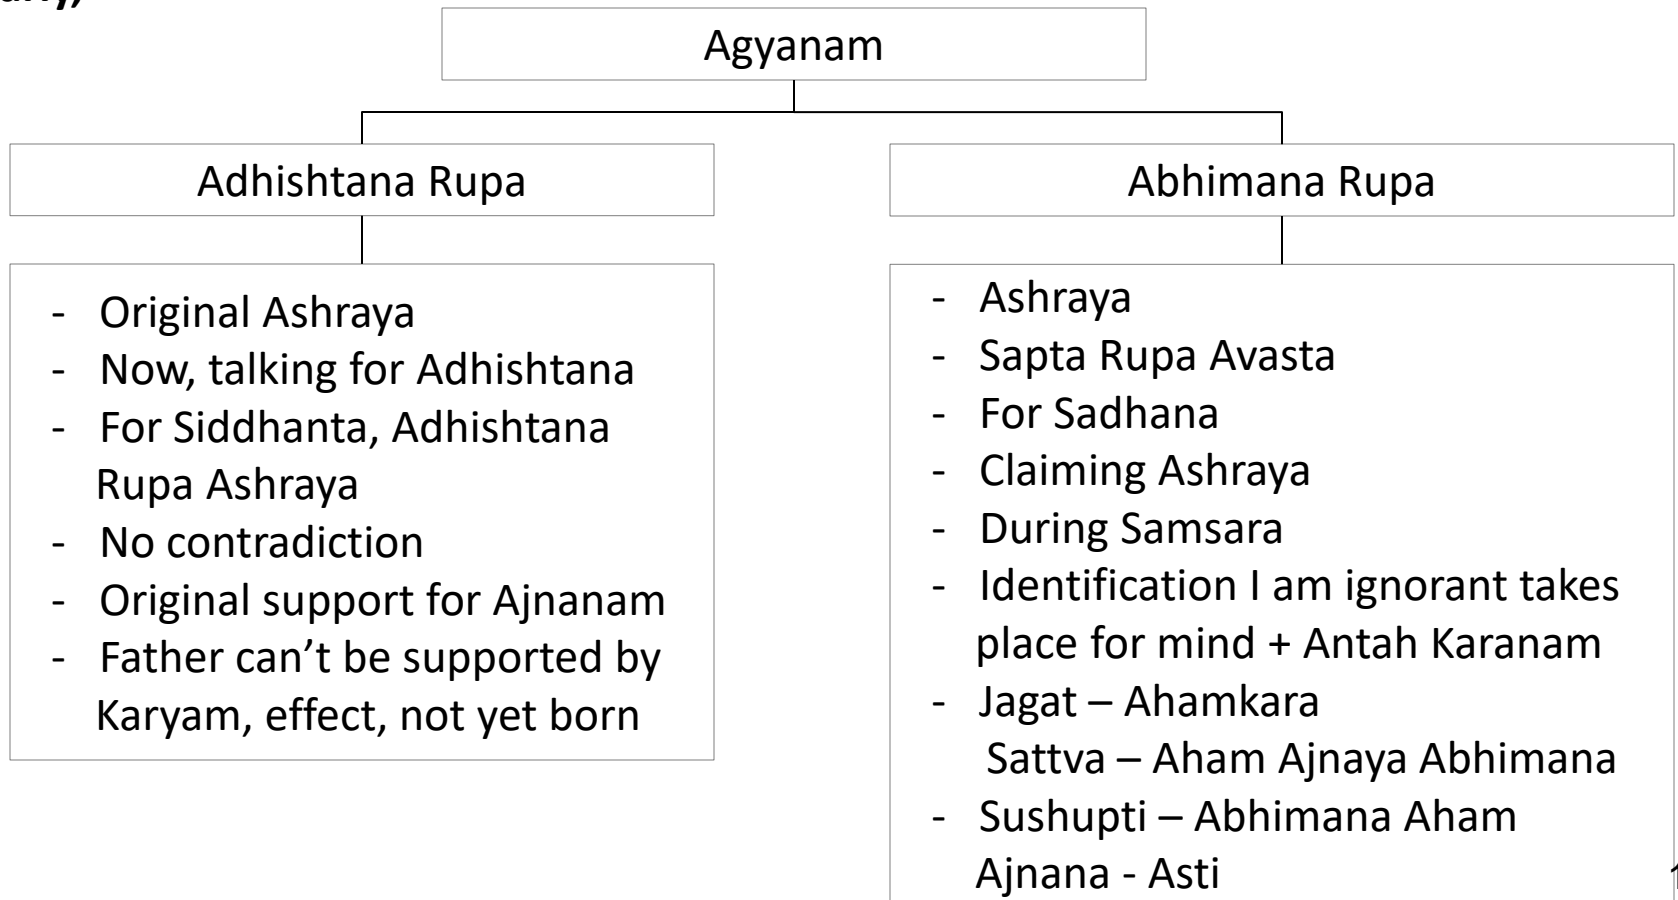 Agyanam
Adhishtana Rupa
- Original Ashraya
- Now, talking for Adhishtana
- For Siddhanta, Adhishtana
Rupa Ashraya
- No contradiction
- Original support for Ajnanam
- Father can’t be supported by
Karyam, effect, not yet born
Abhimana Rupa
- Ashraya
- Sapta Rupa Avasta
- For Sadhana
- Claiming Ashraya
- During Samsara
- Identification I am ignorant takes
place for mind + Antah Karanam
- Jagat – Ahamkara
Sattva – Aham Ajnaya Abhimana
- Sushupti – Abhimana Aham
Ajnana - Asti